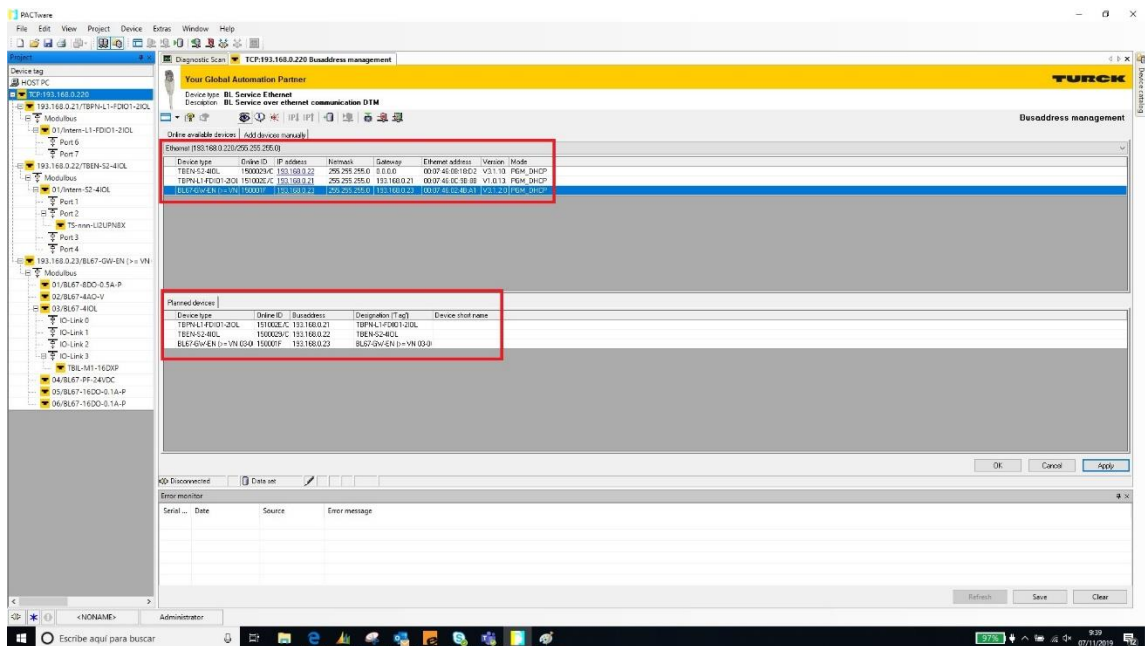 PACTware
File Edit View Project Device Extras Window Help
Project
Diagnostic Scan TCP:193.168.0.220 Busaddress management
Device tag
HOST PC
TCP:193.168.0.220
193.168.0.21/TBPN-L1-FDIO1-2IOL
Modulbus
01/Intern-L1-FDIO1-2IOL
Port 6
Port 7
193.168.0.22/TBEN-S2-4IOL
Modulbus
01/Intern-S2-4IOL
Port 1
Port 2
TS-nnn-LI2UPN8X
Port 3
Port 4
193.168.0.23/BL67-GW-EN (>= VN
Modulbus
01/BL67-8DO-0.5A-P
02/BL67-4AO-V
03/BL67-4IOL
IO-Link 0
IO-Link 1
IO-Link 2
IO-Link 3
TBIL-M1-16DXP
04/BL67-PF-24VDC
05/BL67-16DO-0.1A-P
06/BL67-16DO-0.1A-P
Your Global Automation Partner
TURCK
Device type BL Service Ethernet
Description BL Service over ethernet communication DTM
Busaddress management
Online available devices Add devices manually
Ethernet (193.168.0.220/255.255.255.0)
Device type Online ID IP address Netmask Gateway Ethernet address Version Mode
TBEN-S2-4IOL 1500029/C 193.168.0.22 255.255.255.0 0.0.0.0 V3.1.10 PGM_DHCP
TBPN-L1-FDIO1-2IOL 151002E/C 193.168.0.21 255.255.255.0 193.168.0.21 V1.0.13 PGM_DHCP
BL67-GW-EN (>= VN 150001F 193.168.0.23 255.255.255.0 193.168.0.23 00:07:46:02:4B:A1 V3.1.2.0 PGM_DHCP
Planned devices
Device type Online ID Busaddress Designation ('Tag') Device short name
TBPN-L1-FDIO1-2IOL 151002E/C 193.168.0.21 TBPN-L1-FDIO1-2IOL
TBEN-S2-4IOL 1500029/C 193.168.0.22 TBEN-S2-4IOL
BL67-GW-EN (>= VN 03-0 150001F 193.168.0.23 BL67-GW-EN (>= VN 03-0
OK Cancel Apply
Disconnected Data set
Error monitor
Serial ... Date Source Error message
Refresh Save Clear
<NONAME> Administrator
Device catalog
Escribe aquí para buscar
97%
9:39
07/11/2019